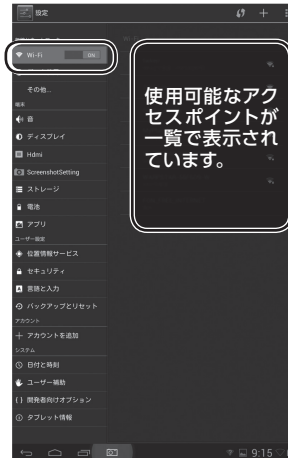 設定
Wi-Fi
ON
その他...
端末
音
ディスプレイ
Hdmi
ScreenshotSetting
ストレージ
電池
アプリ
ユーザー設定
位置情報サービス
セキュリティ
言語と入力
バックアップとリセット
アカウント
アカウントを追加
システム
日付と時刻
ユーザー補助
開発者向けオプション
タブレット情報
使用可能なアク
セスポイントが
一覧で表示され
ています。
9:15